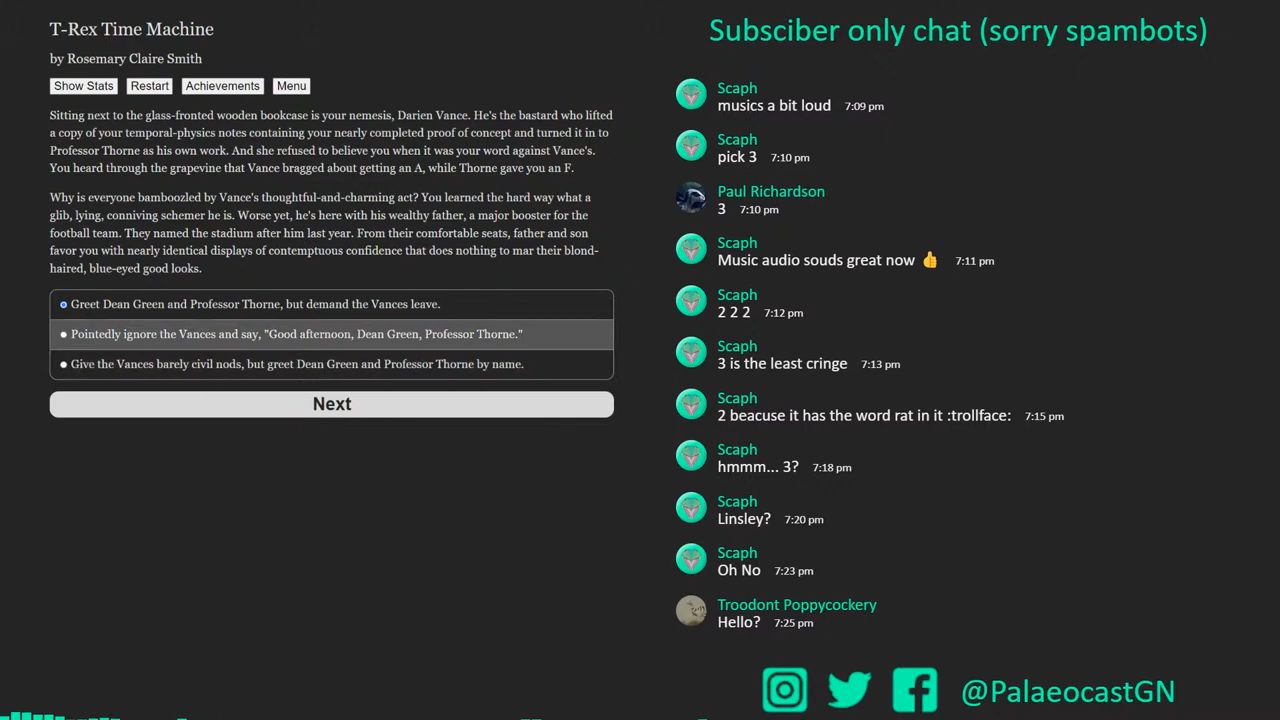 T-Rex Time Machine
by Rosemary Claire Smith
Show Stats
Restart
Achievements
Menu
Sitting next to the glass-fronted wooden bookcase is your nemesis, Darien Vance. He's the bastard who lifted
a copy of your temporal-physics notes containing your nearly completed proof of concept and turned it in to
Professor Thorne as his own work. And she refused to believe you when it was your word against Vance's.
You heard through the grapevine that Vance bragged about getting an A, while Thorne gave you an F.
Why is everyone bamboozled by Vance's thoughtful-and-charming act? You learned the hard way what a
glib, lying, conniving schemer he is. Worse yet, he's here with his wealthy father, a major booster for the
football team. They named the stadium after him last year. From their comfortable seats, father and son
favor you with nearly identical displays of contemptuous confidence that does nothing to mar their blond-
haired, blue-eyed good looks.
Greet Dean Green and Professor Thorne, but demand the Vances leave.
Pointedly ignore the Vances and say, "Good afternoon, Dean Green, Professor Thorne."
Give the Vances barely civil nods, but greet Dean Green and Professor Thorne by name.
Next
Subsciber only chat (sorry spambots)
Scaph
musics a bit loud 7:09 pm
Scaph
pick 3 7:10 pm
Paul Richardson
3 7:10 pm
Scaph
Music audio souds great now 👍 7:11 pm
Scaph
2 2 2 7:12 pm
Scaph
3 is the least cringe 7:13 pm
Scaph
2 beacuse it has the word rat in it :trollface: 7:15 pm
Scaph
hmmm... 3? 7:18 pm
Scaph
Linsley? 7:20 pm
Scaph
Oh No 7:23 pm
Troodont Poppycockery
Hello? 7:25 pm
@PalaeocastGN